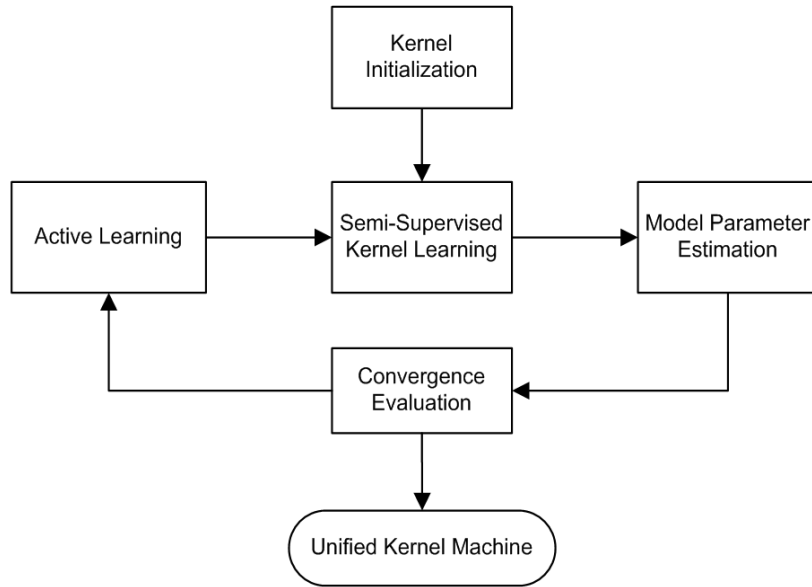 Kernel
Initialization
Active Learning
Semi-Supervised
Kernel Learning
Model Parameter
Estimation
Convergence
Evaluation
Unified Kernel Machine